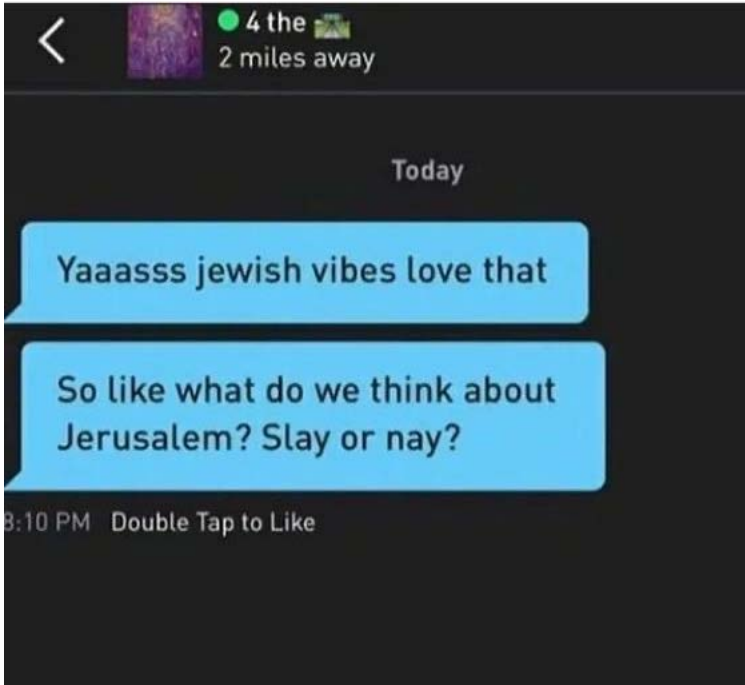 4 the 🛣️
2 miles away
Today
Yaaasss jewish vibes love that
So like what do we think about
Jerusalem? Slay or nay?
8:10 PM Double Tap to Like